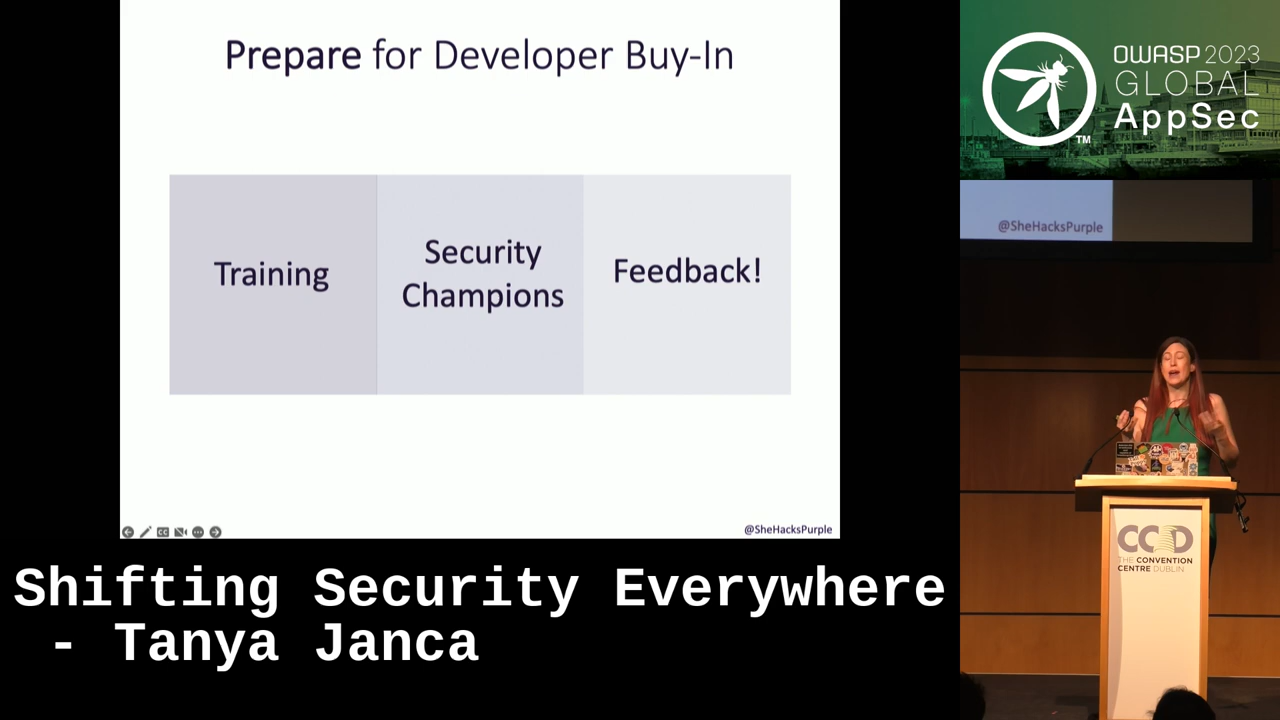 Prepare for Developer Buy-In
Training
Security
Champions
Feedback!
@SheHacksPurple
Shifting Security Everywhere
- Tanya Janca
OWASP 2023
GLOBAL
AppSec
TM
@SheHacksPurple
CCD
THE CONVENTION
CENTRE DUBLIN